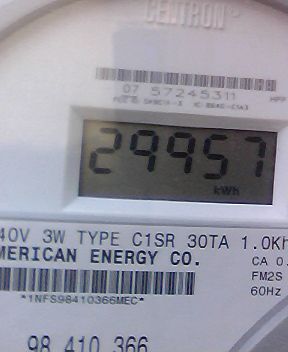 CENTRON
07 57245311
29957
kWh
40V 3W TYPE C1SR 30TA 1.0Kh
MERICAN ENERGY CO.
CA 0.
FM2S
*1NFS98410366MEC*
60Hz
98 410 366